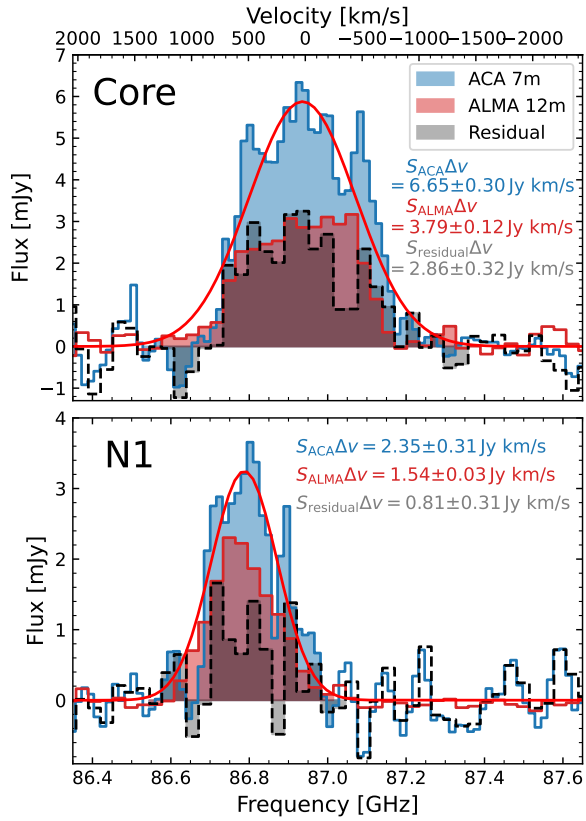 Velocity [km/s]
2000 1500 1000 500 0 −500 −1000 −1500 −2000
Core
ACA 7m
ALMA 12m
Residual
S_ACAΔv
= 6.65±0.30 Jy km/s
S_ALMAΔv
= 3.79±0.12 Jy km/s
S_residualΔv
= 2.86±0.32 Jy km/s
Flux [mJy]
7
6
5
4
3
2
1
0
−1
N1
S_ACAΔv = 2.35±0.31 Jy km/s
S_ALMAΔv = 1.54±0.03 Jy km/s
S_residualΔv = 0.81±0.31 Jy km/s
Flux [mJy]
4
3
2
1
0
86.4 86.6 86.8 87.0 87.2 87.4 87.6
Frequency [GHz]